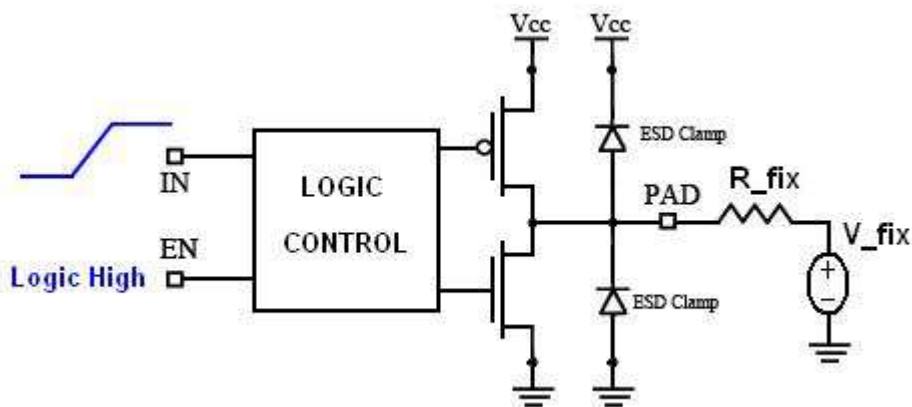 Vcc Vcc
ESD Clamp
IN
LOGIC
CONTROL
PAD
R_fix
V_fix
EN
Logic High
ESD Clamp
+
−